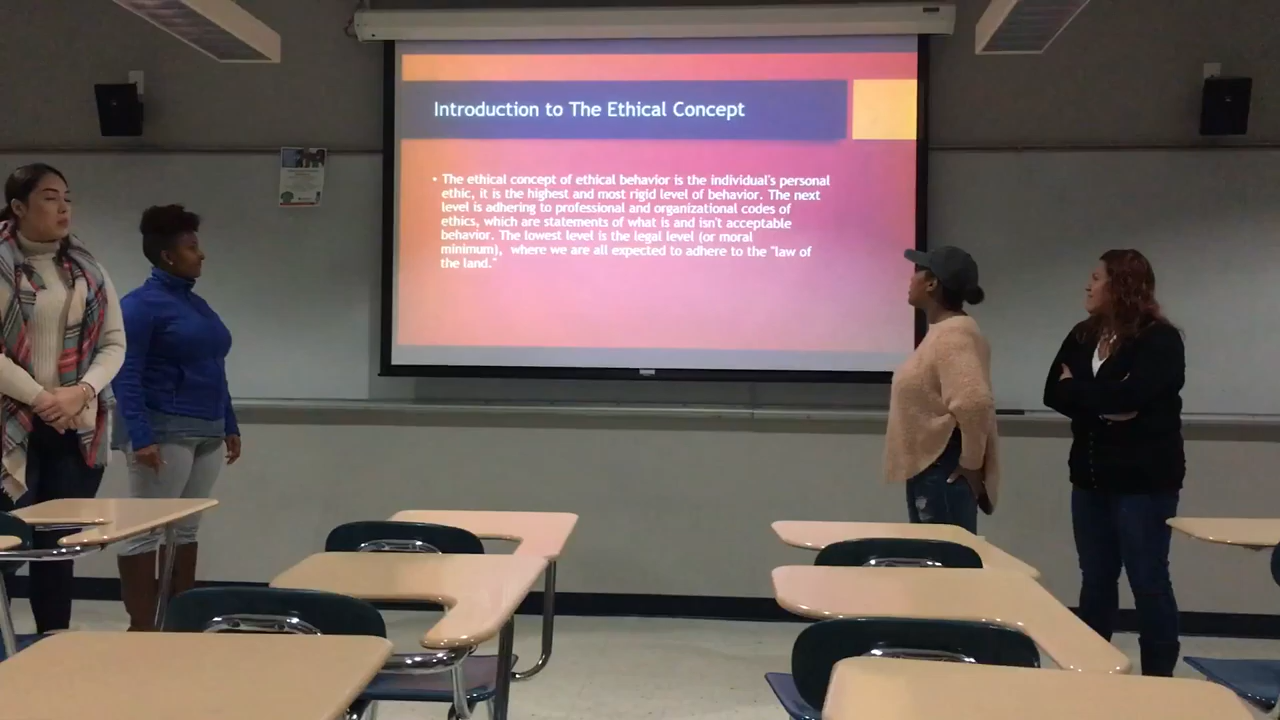 Introduction to The Ethical Concept
• The ethical concept of ethical behavior is the individual's personal
ethic, it is the highest and most rigid level of behavior. The next
level is adhering to professional and organizational codes of
ethics, which are statements of what is and isn't acceptable
behavior. The lowest level is the legal level (or moral
minimum), where we are all expected to adhere to the "law of
the land."